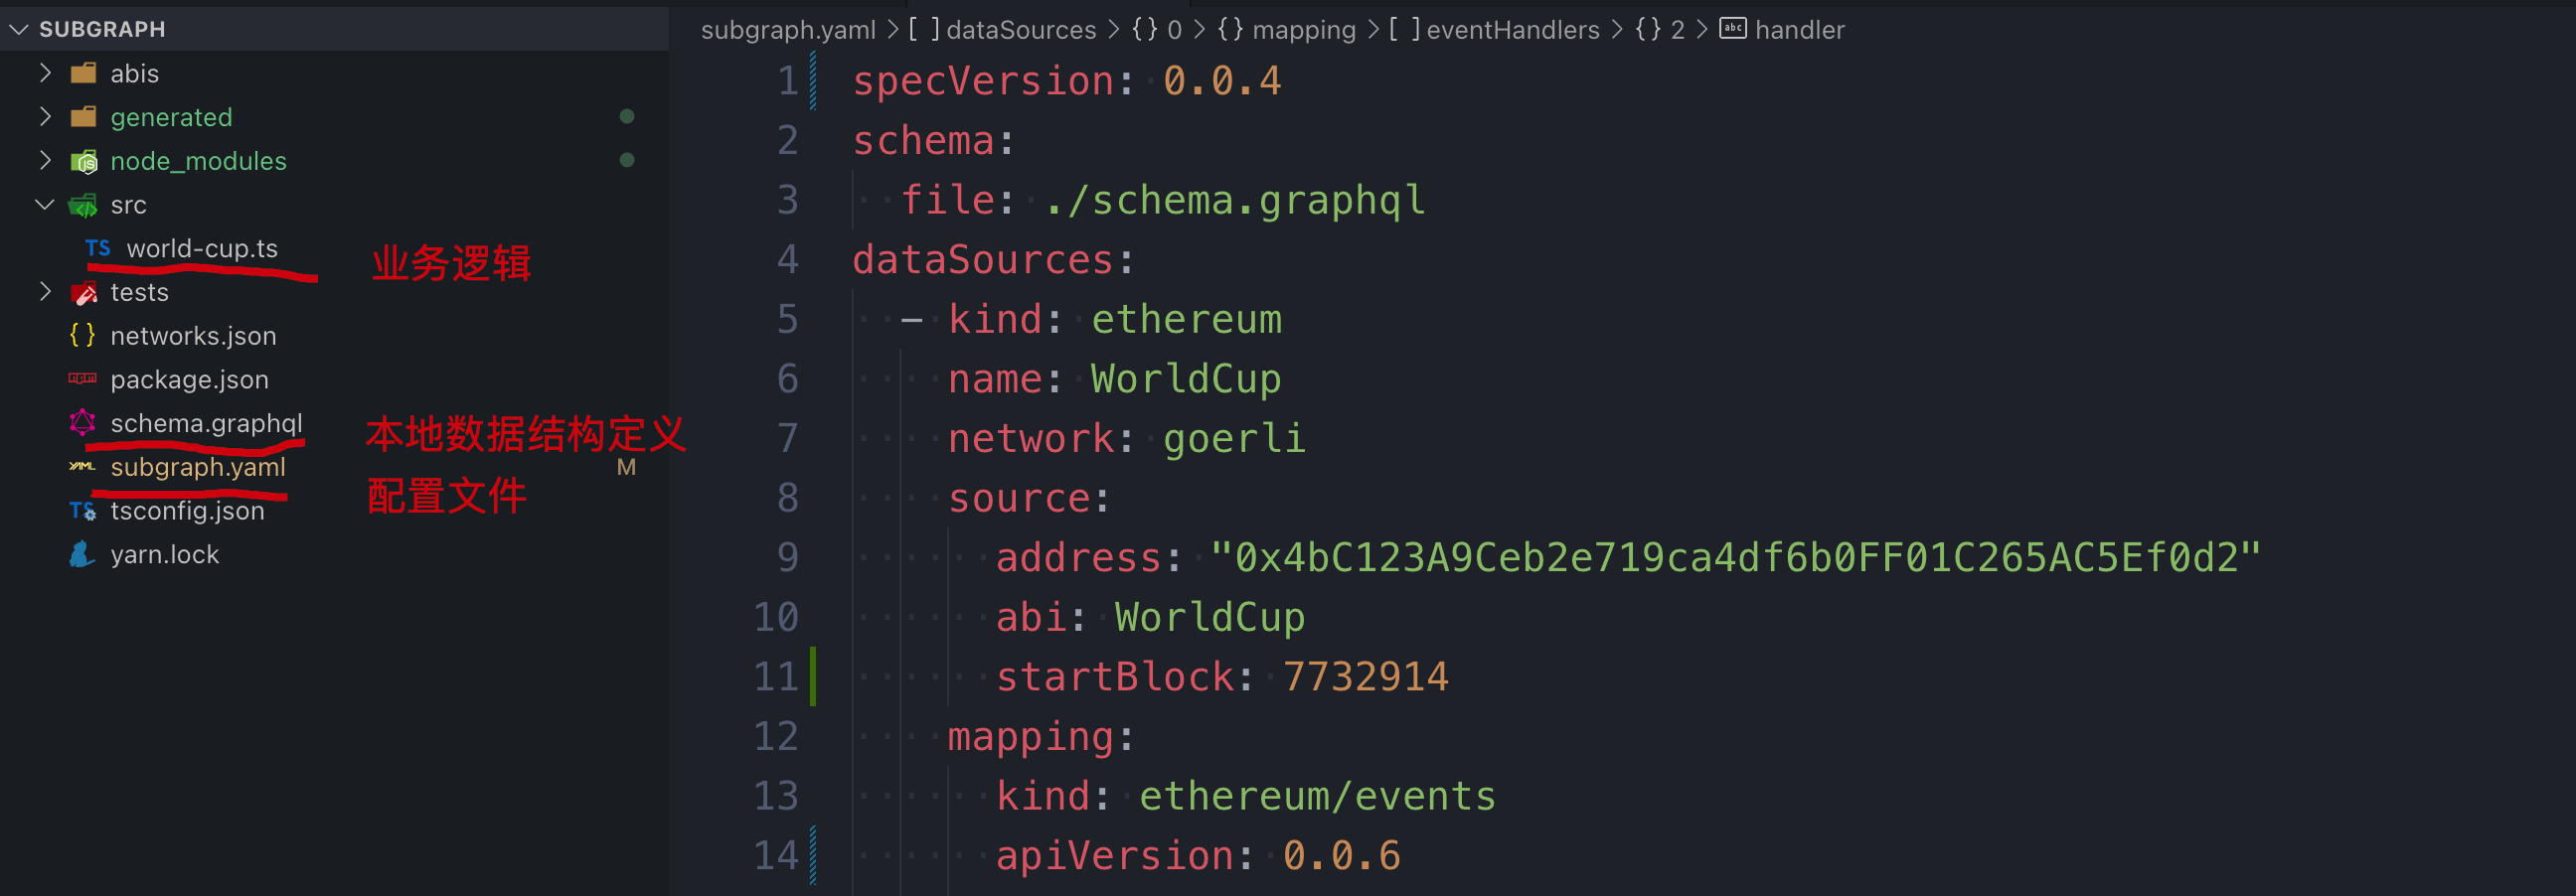 SUBGRAPH
abis
generated
node_modules
src
TS world-cup.ts
业务逻辑
tests
networks.json
package.json
schema.graphql
本地数据结构定义
subgraph.yaml M
配置文件
tsconfig.json
yarn.lock
subgraph.yaml > [ ] dataSources > {} 0 > {} mapping > [ ] eventHandlers > {} 2 > abc handler
1 specVersion: 0.0.4
2 schema:
3 file: ./schema.graphql
4 dataSources:
5 - kind: ethereum
6 name: WorldCup
7 network: goerli
8 source:
9 address: "0x4bC123A9Ceb2e719ca4df6b0FF01C265AC5Ef0d2"
10 abi: WorldCup
11 startBlock: 7732914
12 mapping:
13 kind: ethereum/events
14 apiVersion: 0.0.6